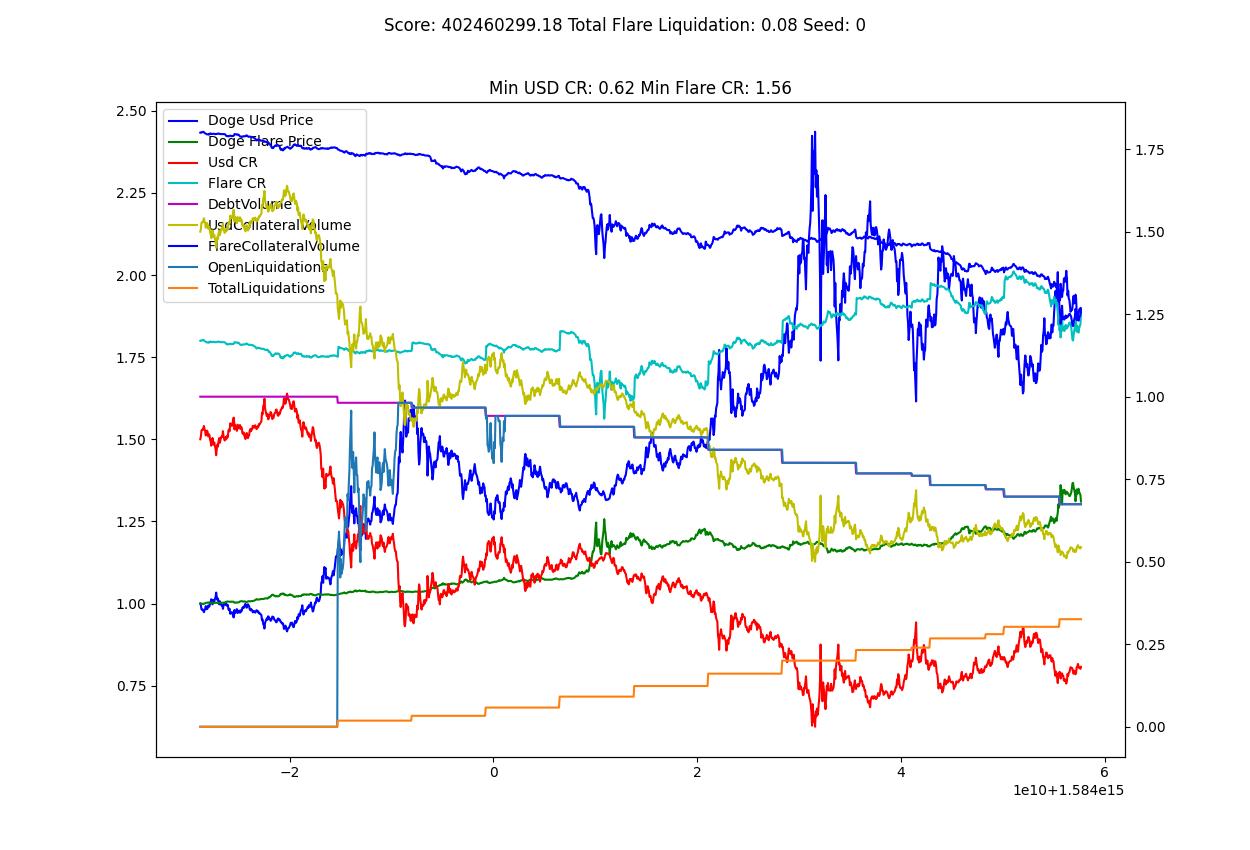 Score: 402460299.18 Total Flare Liquidation: 0.08 Seed: 0
Min USD CR: 0.62 Min Flare CR: 1.56
Doge Usd Price
Doge Flare Price
Usd CR
Flare CR
DebtVolume
UsdCollateralVolume
FlareCollateralVolume
OpenLiquidations
TotalLiquidations
2.50
2.25
2.00
1.75
1.50
1.25
1.00
0.75
1.75
1.50
1.25
1.00
0.75
0.50
0.25
0.00
−2 0 2 4 6
1e10+1.584e15